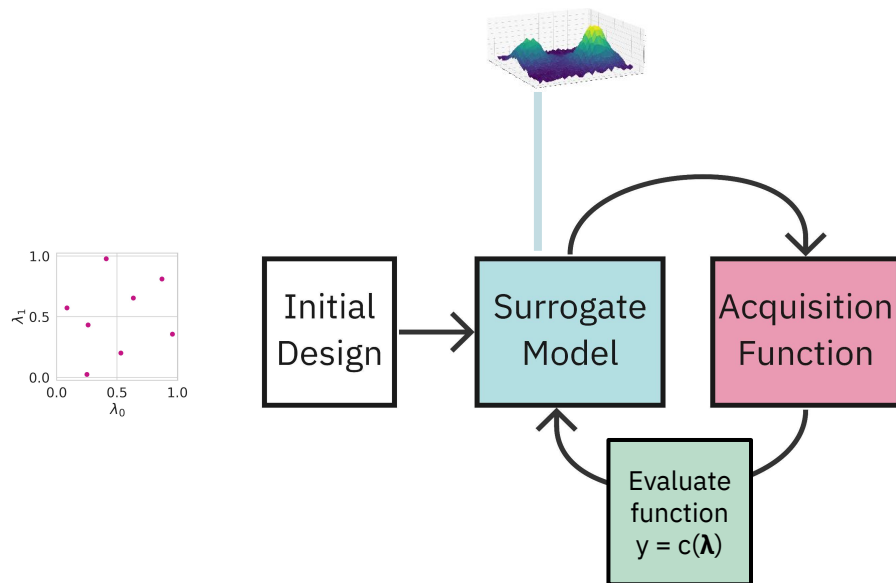 1.0
0.5
0.0
λ₁
0.0 0.5 1.0
λ₀
Initial
Design
Surrogate
Model
Acquisition
Function
Evaluate
function
y = c(λ)